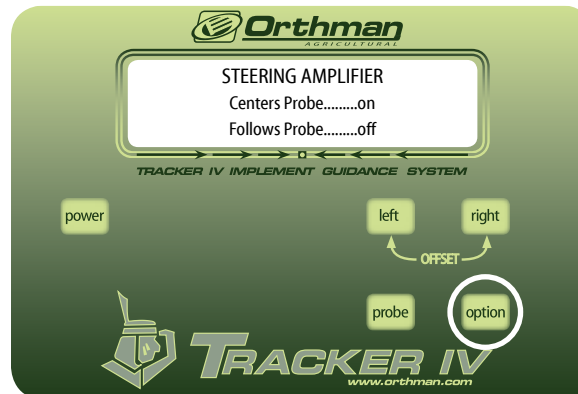 Orthman
AGRICULTURAL
STEERING AMPLIFIER
Centers Probe.........on
Follows Probe......off
TRACKER IV IMPLEMENT GUIDANCE SYSTEM
power
left
right
OFFSET
probe
option
TRACKER IV
www.orthman.com